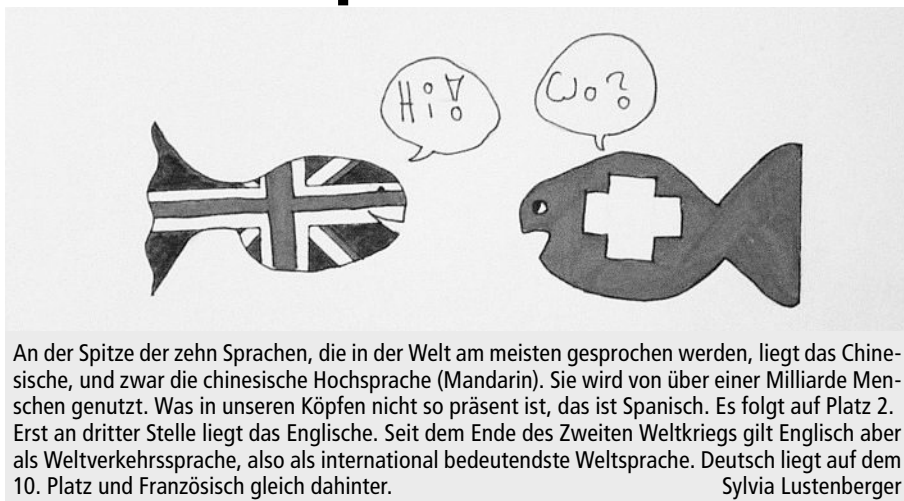 Hi!
Wo?
An der Spitze der zehn Sprachen, die in der Welt am meisten gesprochen werden, liegt das Chine-
sische, und zwar die chinesische Hochsprache (Mandarin). Sie wird von über einer Milliarde Men-
schen genutzt. Was in unseren Köpfen nicht so präsent ist, das ist Spanisch. Es folgt auf Platz 2.
Erst an dritter Stelle liegt das Englische. Seit dem Ende des Zweiten Weltkriegs gilt Englisch aber
als Weltverkehrssprache, also als international bedeutendste Weltsprache. Deutsch liegt auf dem
10. Platz und Französisch gleich dahinter. Sylvia Lustenberger